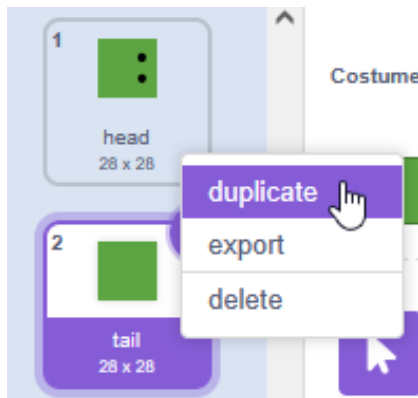 1
head
28 x 28
Costume
duplicate
export
delete
2
tail
28 x 28